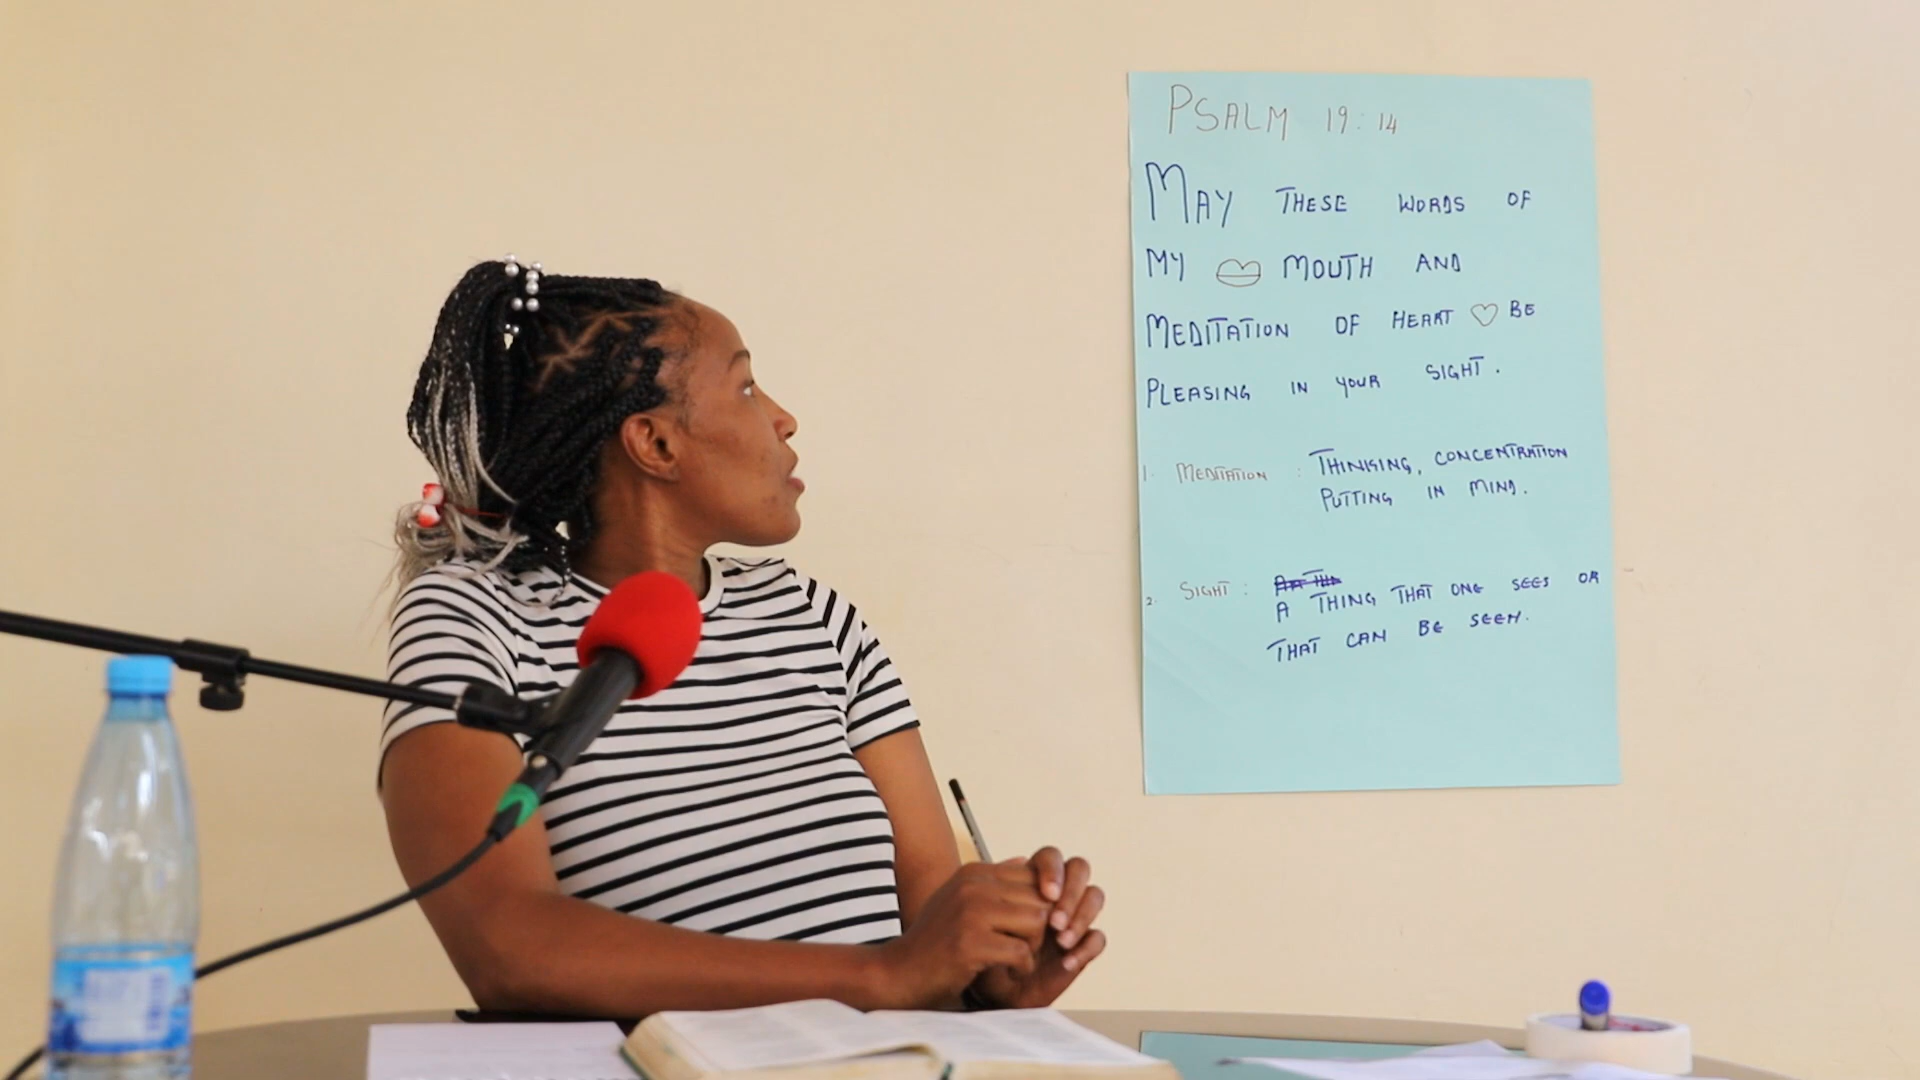 PSALM 19:14
MAY THESE WORDS OF
MY MOUTH AND
MEDITATION OF HEART BE
PLEASING IN YOUR SIGHT.
1. MEDITATION : THINKING, CONCENTRATION
PUTTING IN MIND.
2. SIGHT :
A THING THAT ONE SEES OR
THAT CAN BE SEEN.